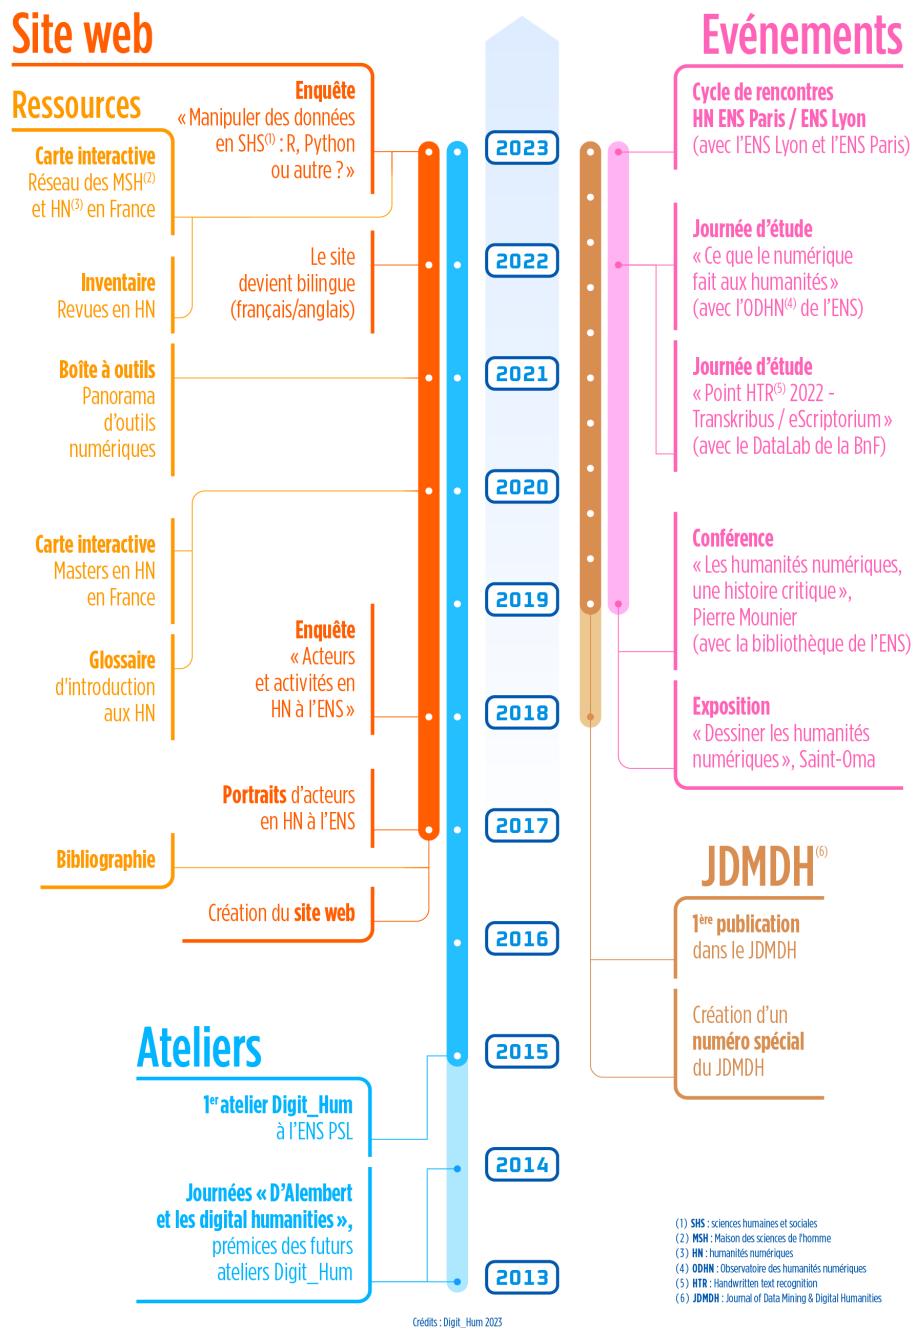 Site web
Enquête
« Manipuler des données
en SHS(1) : R, Python
ou autre ? »
Le site
devient bilingue
(français/anglais)
Enquête
« Acteurs
et activités en
HN à l'ENS »
Portraits d'acteurs
en HN à l'ENS
Création du site web
Ressources
Carte interactive
Réseau des MSH(2)
et HN(3) en France
Inventaire
Revues en HN
Boîte à outils
Panorama
d'outils
numériques
Carte interactive
Masters en HN
en France
Glossaire
d'introduction
aux HN
Bibliographie
Ateliers
1er atelier Digit_Hum
à l'ENS PSL
Journées « D'Alembert
et les digital humanities »,
prémices des futurs
ateliers Digit_Hum
2023
2022
2021
2020
2019
2018
2017
2016
2015
2014
2013
Evénements
Cycle de rencontres
HN ENS Paris / ENS Lyon
(avec l'ENS Lyon et l'ENS Paris)
Journée d'étude
« Ce que le numérique
fait aux humanités »
(avec l'ODHN(4) de l'ENS)
Journée d'étude
« Point HTR(5) 2022 -
Transkribus / eScriptorium »
(avec le DataLab de la BnF)
Conférence
« Les humanités numériques,
une histoire critique »,
Pierre Mounier
(avec la bibliothèque de l'ENS)
Exposition
« Dessiner les humanités
numériques », Saint-Oma
JDMDH(6)
1ère publication
dans le JDMDH
Création d'un
numéro spécial
du JDMDH
(1) SHS : sciences humaines et sociales
(2) MSH : Maison des sciences de l'homme
(3) HN : humanités numériques
(4) ODHN : Observatoire des humanités numériques
(5) HTR : Handwritten text recognition
(6) JDMDH : Journal of Data Mining & Digital Humanities
Crédits : Digit_Hum 2023